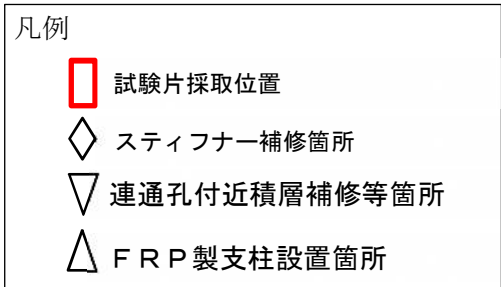 凡例
試験片採取位置
スティフナー補修箇所
連通孔付近積層補修等箇所
ＦＲＰ製支柱設置箇所